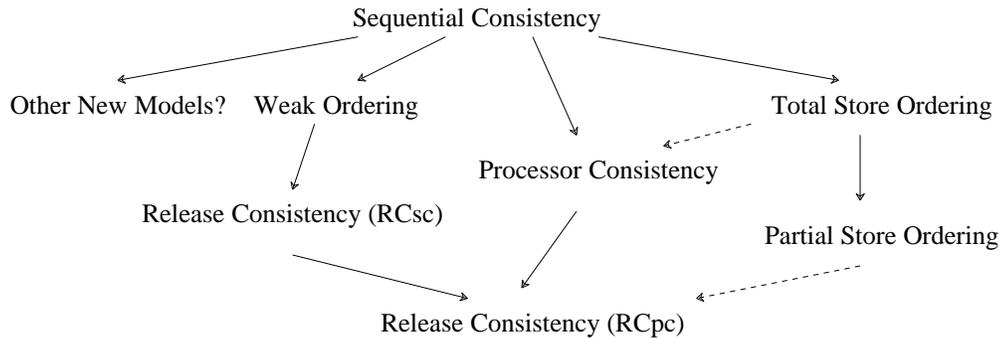 Sequential Consistency
Other New Models?
Weak Ordering
Total Store Ordering
Processor Consistency
Release Consistency (RCsc)
Partial Store Ordering
Release Consistency (RCpc)